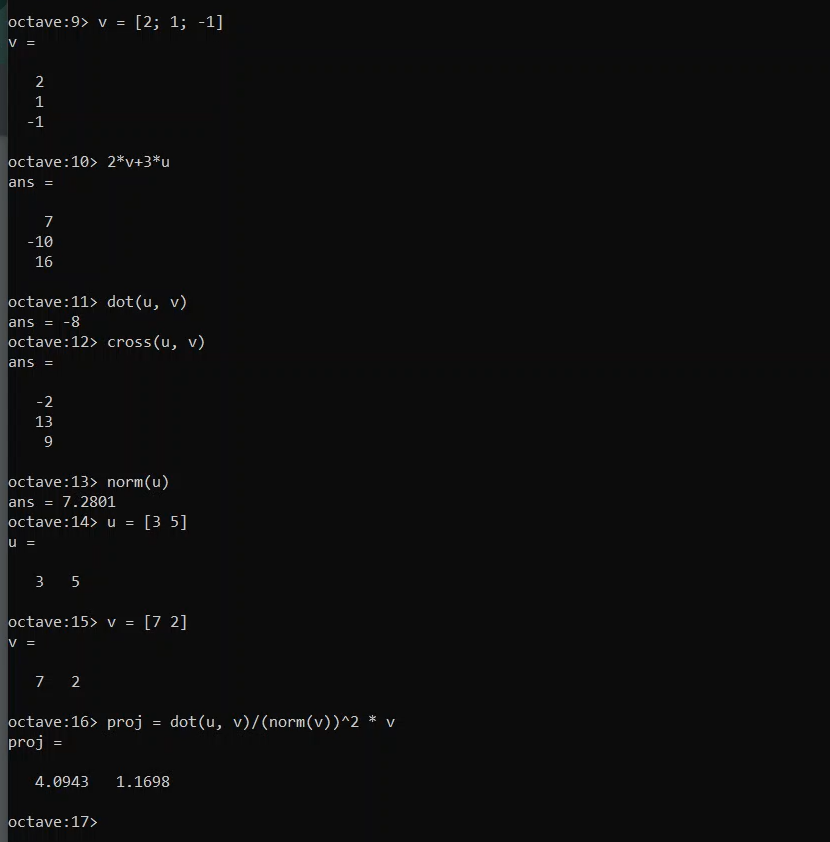 octave:9> v = [2; 1; -1]
v =
2
1
-1
octave:10> 2*v+3*u
ans =
7
-10
16
octave:11> dot(u, v)
ans = -8
octave:12> cross(u, v)
ans =
-2
13
9
octave:13> norm(u)
ans = 7.2801
octave:14> u = [3 5]
u =
3   5
octave:15> v = [7 2]
v =
7   2
octave:16> proj = dot(u, v)/(norm(v))^2 * v
proj =
4.0943   1.1698
octave:17>